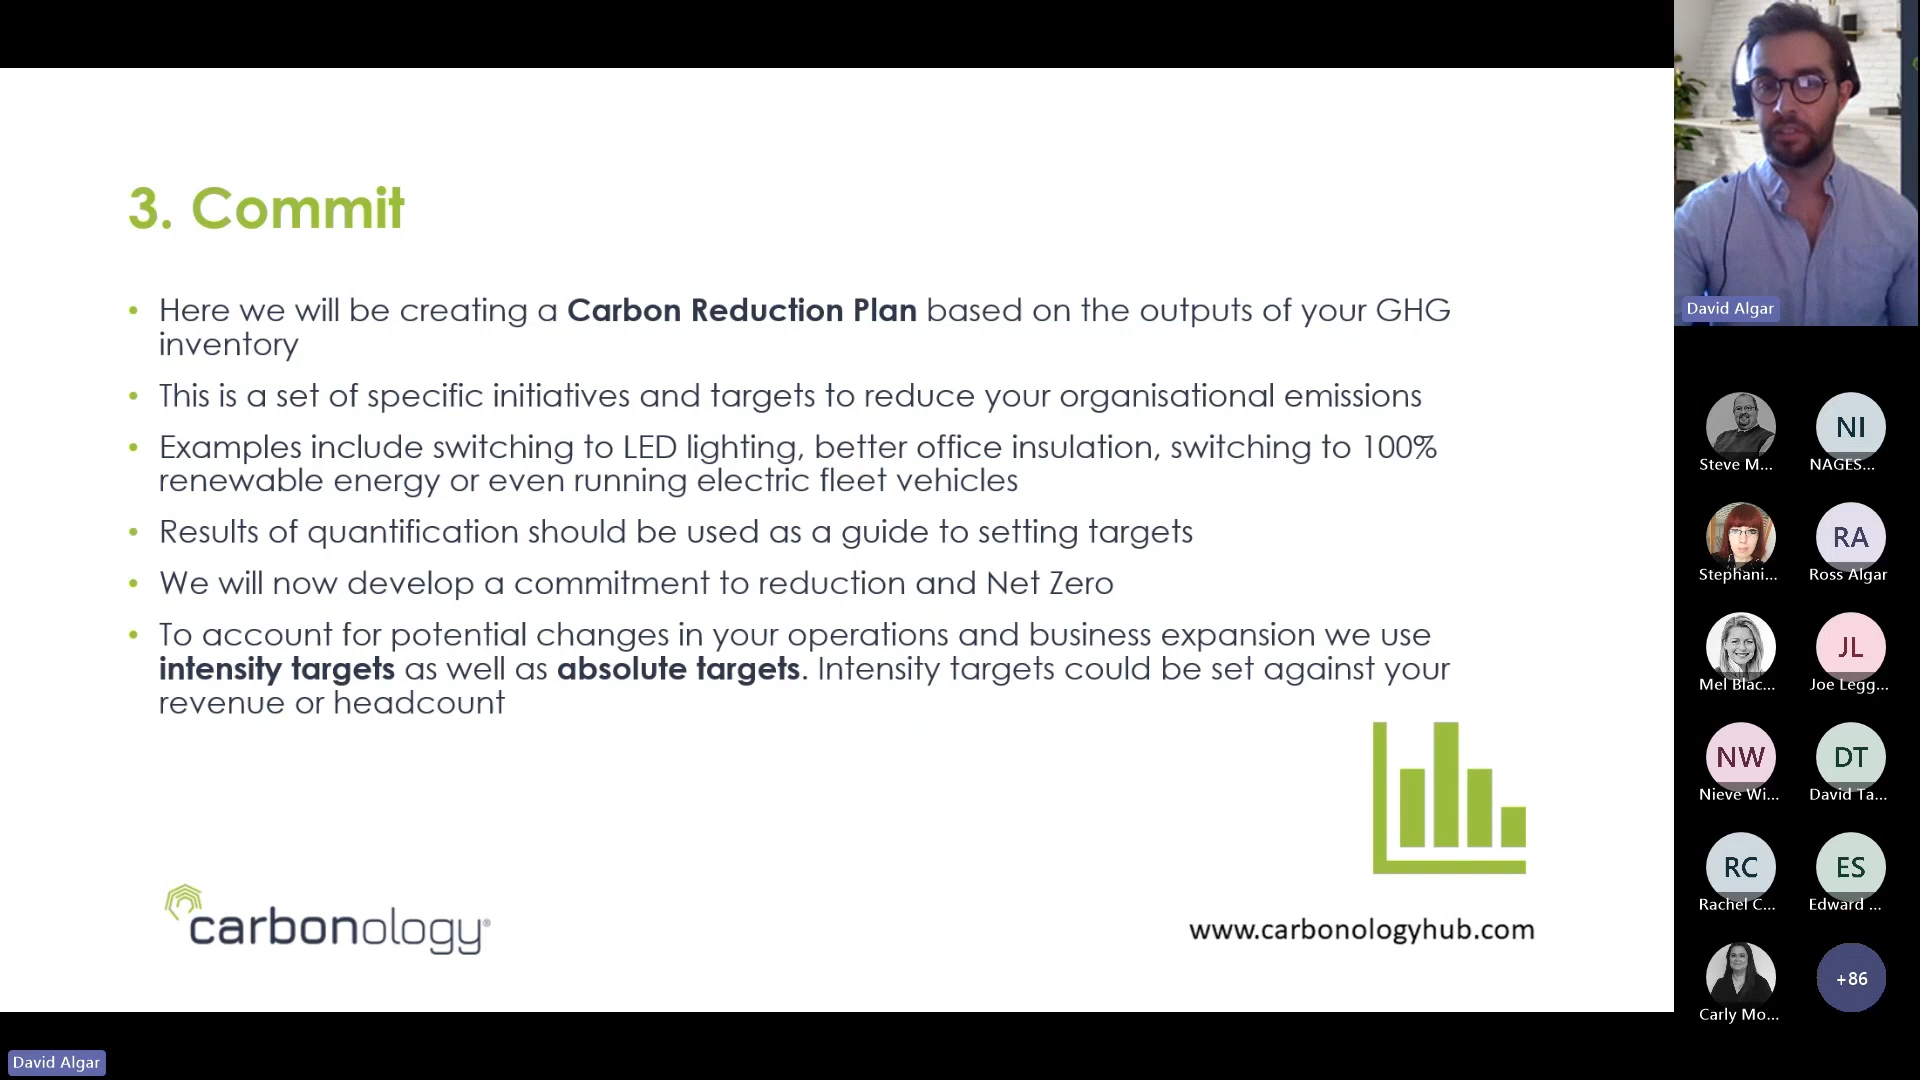 3. Commit
• Here we will be creating a Carbon Reduction Plan based on the outputs of your GHG
inventory
• This is a set of specific initiatives and targets to reduce your organisational emissions
• Examples include switching to LED lighting, better office insulation, switching to 100%
renewable energy or even running electric fleet vehicles
• Results of quantification should be used as a guide to setting targets
• We will now develop a commitment to reduction and Net Zero
• To account for potential changes in your operations and business expansion we use
intensity targets as well as absolute targets. Intensity targets could be set against your
revenue or headcount
carbonology®
www.carbonologyhub.com
David Algar
David Algar
Steve M...
NI
NAGES...
Stephani...
RA
Ross Algar
Mel Blac...
JL
Joe Legg...
NW
Nieve Wi...
DT
David Ta...
RC
Rachel C...
ES
Edward ...
Carly Mo...
+86